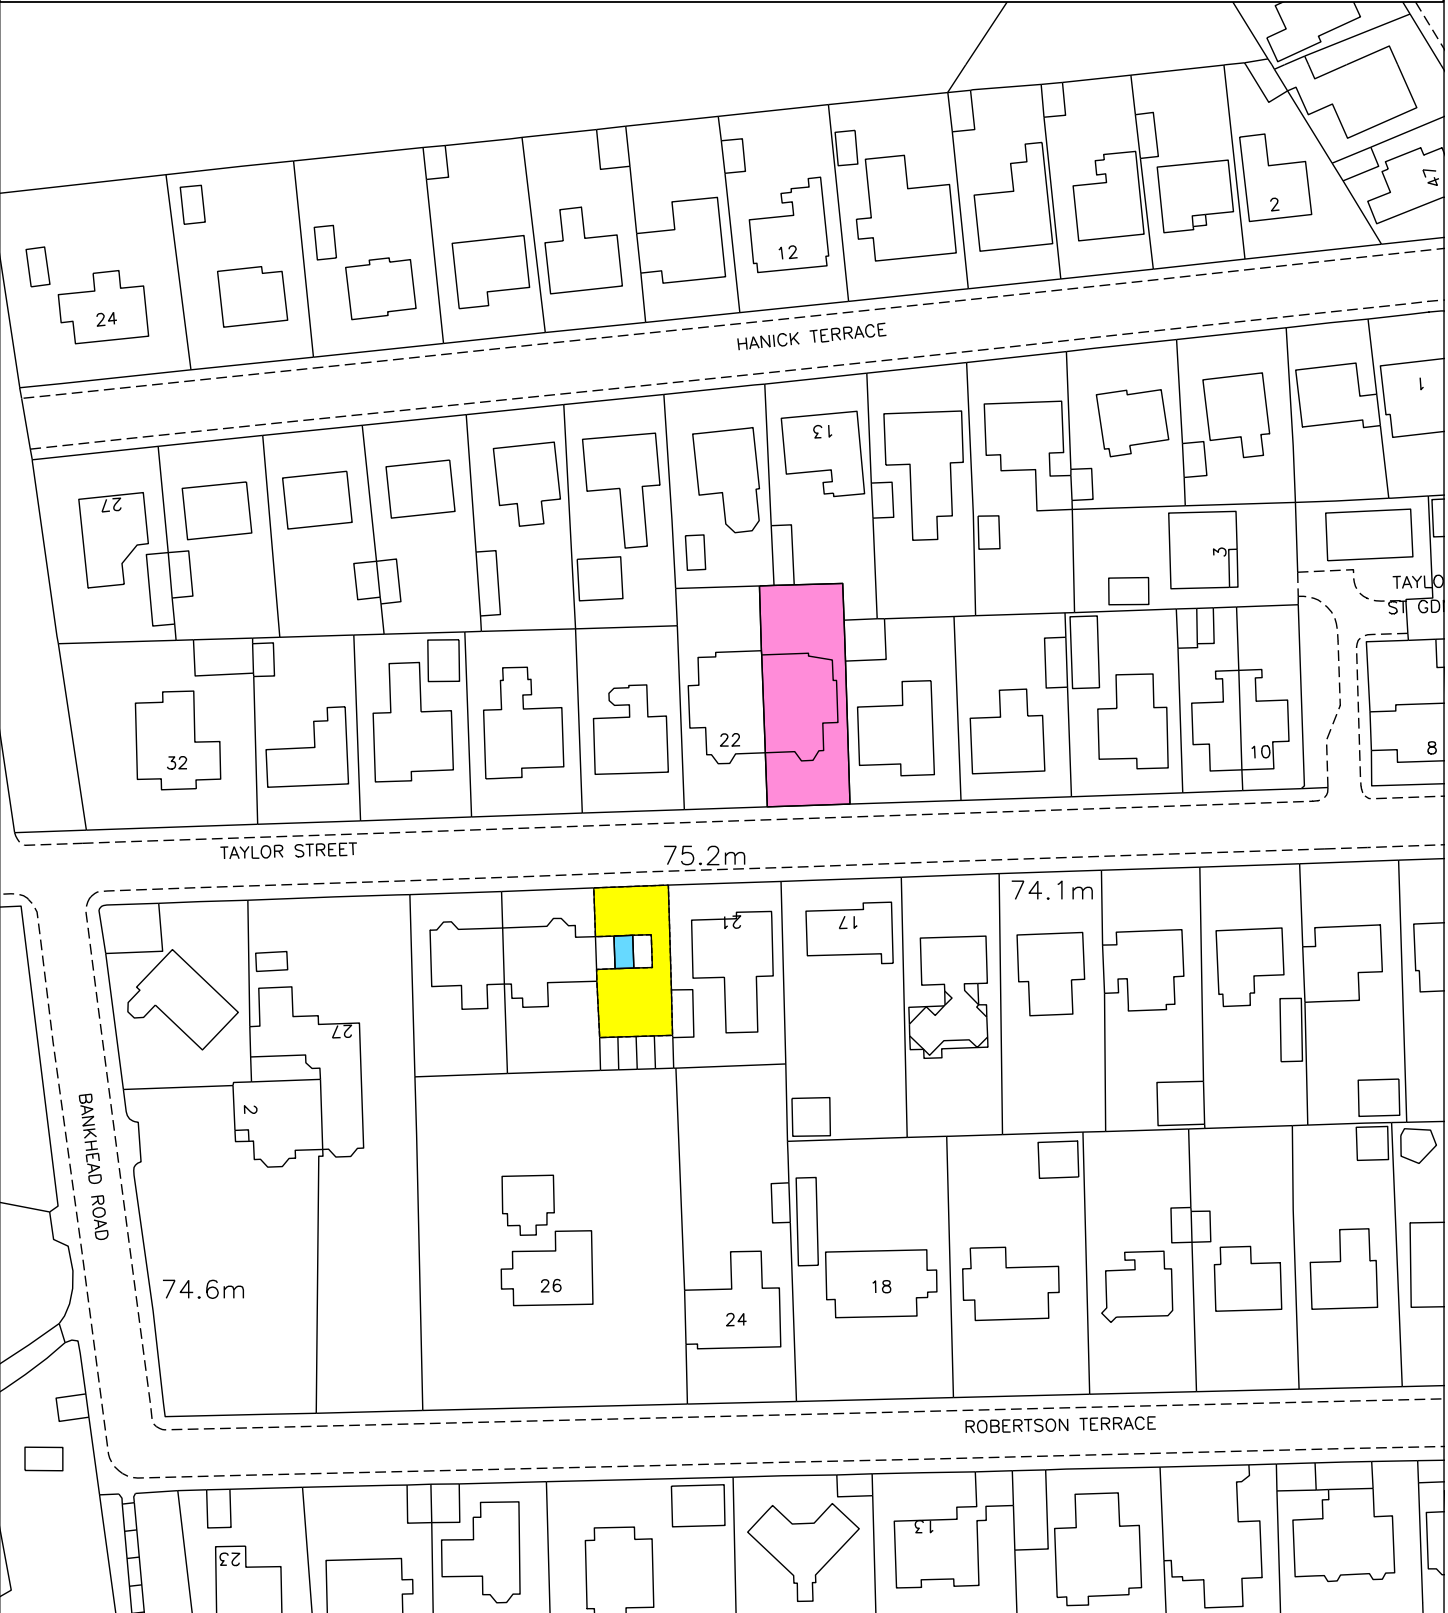 47
2
12
24
HANICK TERRACE
1
13
27
3
TAYLO
ST GD
22
32
10
8
TAYLOR STREET
75.2m
74.1m
21
17
27
2
BANKHEAD ROAD
26
18
74.6m
24
ROBERTSON TERRACE
13
23